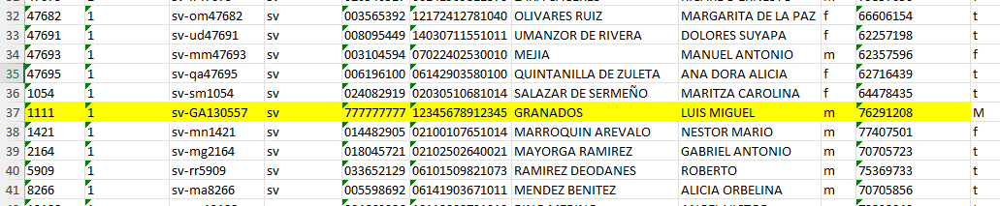 32 47682 1 sv-om47682 sv 003565392 12172412781040 OLIVARES RUIZ MARGARITA DE LA PAZ f 66606154 t
33 47691 1 sv-ud47691 sv 008095449 14030711551011 UMANZOR DE RIVERA DOLORES SUYAPA f 62257198 t
34 47693 1 sv-mm47693 sv 003104594 07022402530010 MEJIA MANUEL ANTONIO m 62357596 f
35 47695 1 sv-qa47695 sv 006196100 06142903580100 QUINTANILLA DE ZULETA ANA DORA ALICIA f 62716439 t
36 1054 1 sv-sm1054 sv 024082919 02030510681014 SALAZAR DE SERMEÑO MARITZA CAROLINA f 64478435 t
37 1111 1 sv-GA130557 sv 777777777 12345678912345 GRANADOS LUIS MIGUEL m 76291208 M
38 1421 1 sv-mn1421 sv 014482905 02100107651014 MARROQUIN AREVALO NESTOR MARIO m 77407501 f
39 2164 1 sv-mg2164 sv 018045721 02102502640021 MAYORGA RAMIREZ GABRIEL ANTONIO m 70705723 t
40 5909 1 sv-rr5909 sv 033652129 06101509821073 RAMIREZ DEODANES ROBERTO m 75369733 t
41 8266 1 sv-ma8266 sv 005598692 06141903671011 MENDEZ BENITEZ ALICIA ORBELINA m 70705856 t